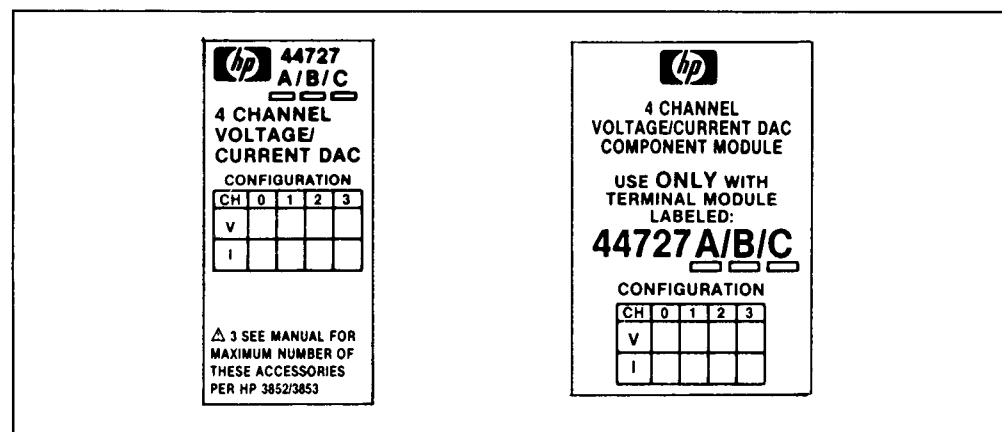 hp 44727
A/B/C
4 CHANNEL
VOLTAGE/
CURRENT DAC
CONFIGURATION
CH 0 1 2 3
V
I
⚠ 3 SEE MANUAL FOR
MAXIMUM NUMBER OF
THESE ACCESSORIES
PER HP 3852/3853
hp
4 CHANNEL
VOLTAGE/CURRENT DAC
COMPONENT MODULE
USE ONLY WITH
TERMINAL MODULE
LABELED:
44727A/B/C
CONFIGURATION
CH 0 1 2 3
V
I